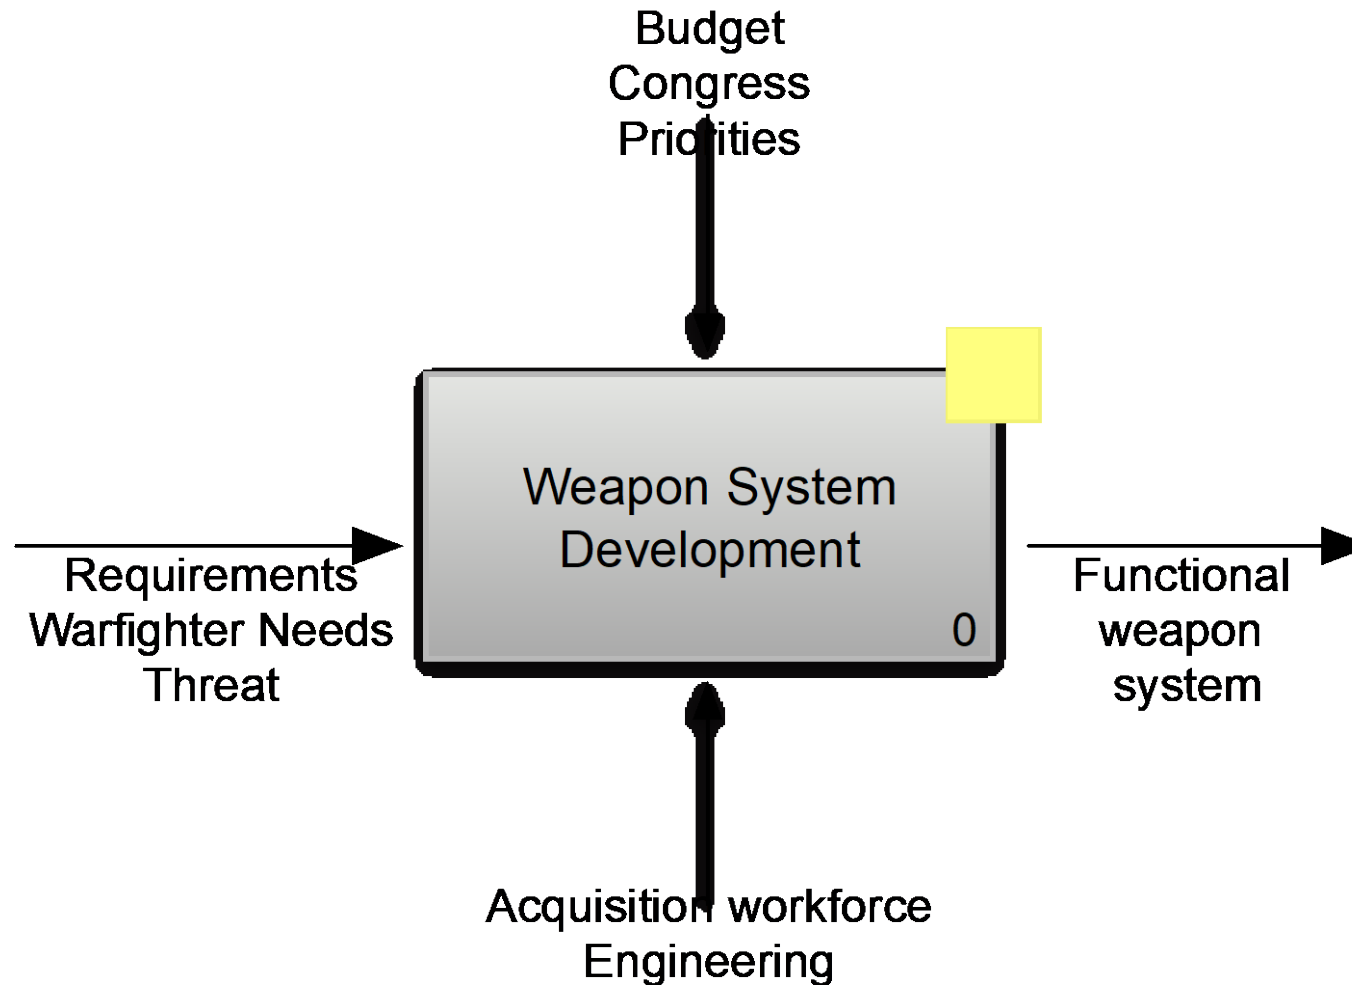 Budget
Congress
Priorities
Weapon System
Development
0
Requirements
Warfighter Needs
Threat
Functional
weapon
system
Acquisition workforce
Engineering